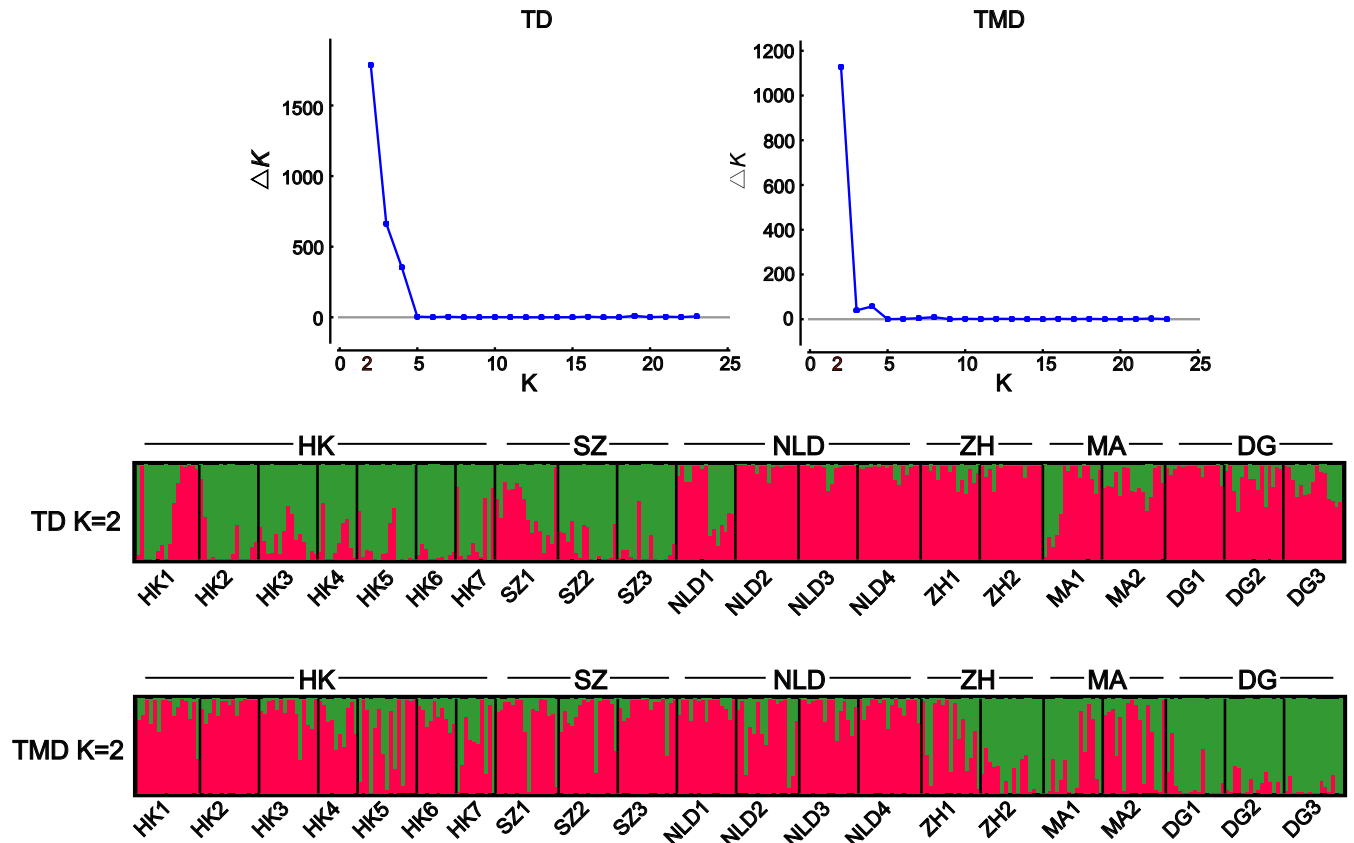 TD TMD
1500
1000
500
0
△K
0 2 5 10 15 20 25
K
1200
1000
800
600
400
200
0
△K
0 2 5 10 15 20 25
K
HK SZ NLD ZH MA DG
TD K=2
HK1 HK2 HK3 HK4 HK5 HK6 HK7 SZ1 SZ2 SZ3 NLD1 NLD2 NLD3 NLD4 ZH1 ZH2 MA1 MA2 DG1 DG2 DG3
HK SZ NLD ZH MA DG
TMD K=2
HK1 HK2 HK3 HK4 HK5 HK6 HK7 SZ1 SZ2 SZ3 NLD1 NLD2 NLD3 NLD4 ZH1 ZH2 MA1 MA2 DG1 DG2 DG3